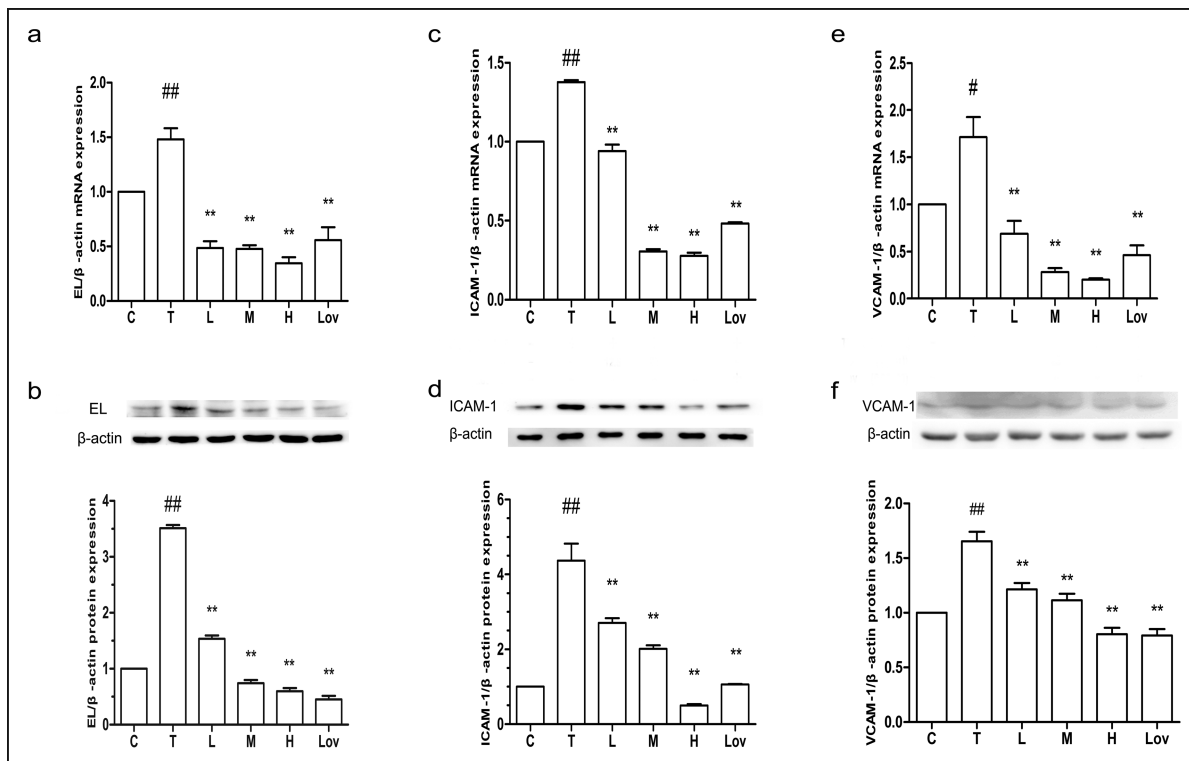 a
EL/β -actin mRNA expression
2.0
1.5
1.0
0.5
0.0
##
**
**
**
**
C T L M H Lov
c
ICAM-1/β -actin mRNA expression
1.5
1.0
0.5
0.0
##
**
**
**
**
C T L M H Lov
e
VCAM-1/β -actin mRNA expression
2.5
2.0
1.5
1.0
0.5
0.0
#
**
**
**
**
C T L M H Lov
b
EL
β-actin
EL/β -actin protein expression
4
3
2
1
0
##
**
**
**
**
C T L M H Lov
d
ICAM-1
β-actin
ICAM-1/β -actin protein expression
6
4
2
0
##
**
**
**
**
C T L M H Lov
f
VCAM-1
β-actin
VCAM-1/β -actin protein expression
2.0
1.5
1.0
0.5
0.0
##
**
**
**
**
C T L M H Lov